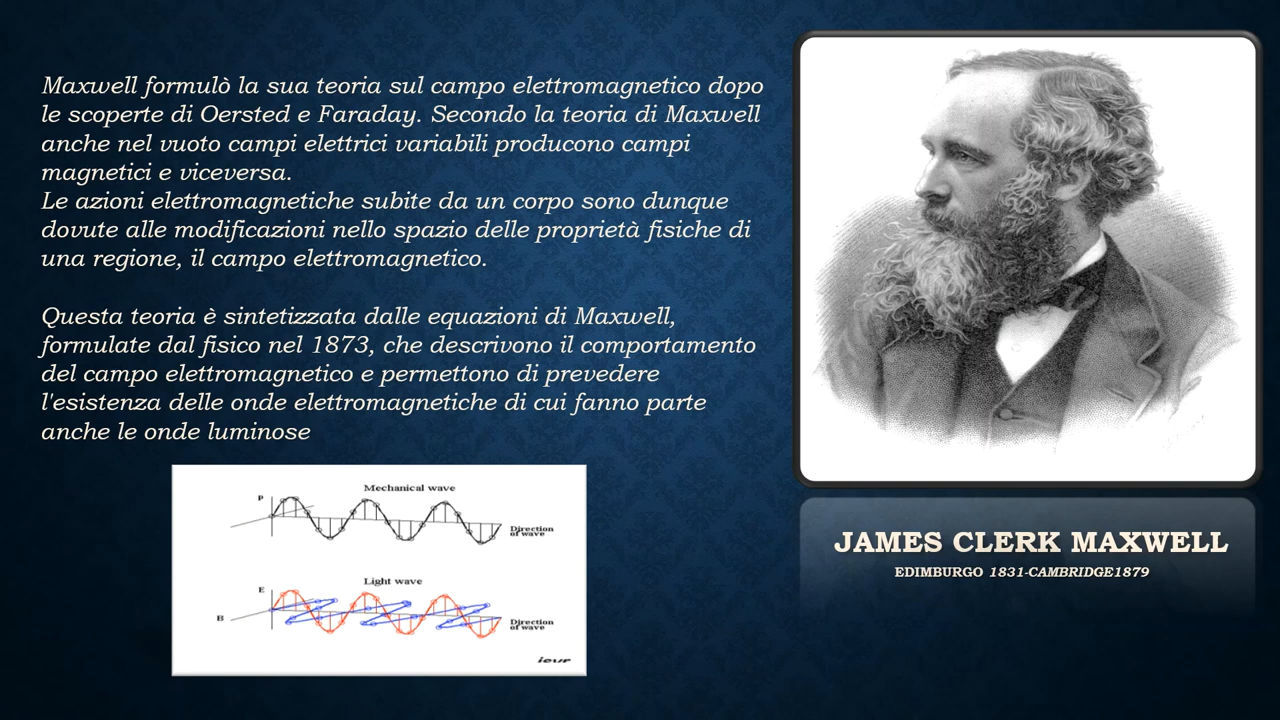 Maxwell formulò la sua teoria sul campo elettromagnetico dopo
le scoperte di Oersted e Faraday. Secondo la teoria di Maxwell
anche nel vuoto campi elettrici variabili producono campi
magnetici e viceversa.
Le azioni elettromagnetiche subite da un corpo sono dunque
dovute alle modificazioni nello spazio delle proprietà fisiche di
una regione, il campo elettromagnetico.
Questa teoria è sintetizzata dalle equazioni di Maxwell,
formulate dal fisico nel 1873, che descrivono il comportamento
del campo elettromagnetico e permettono di prevedere
l'esistenza delle onde elettromagnetiche di cui fanno parte
anche le onde luminose
Mechanical wave
P
Direction
of wave
Light wave
E
B
Direction
of wave
JAMES CLERK MAXWELL
EDIMBURGO 1831-CAMBRIDGE1879